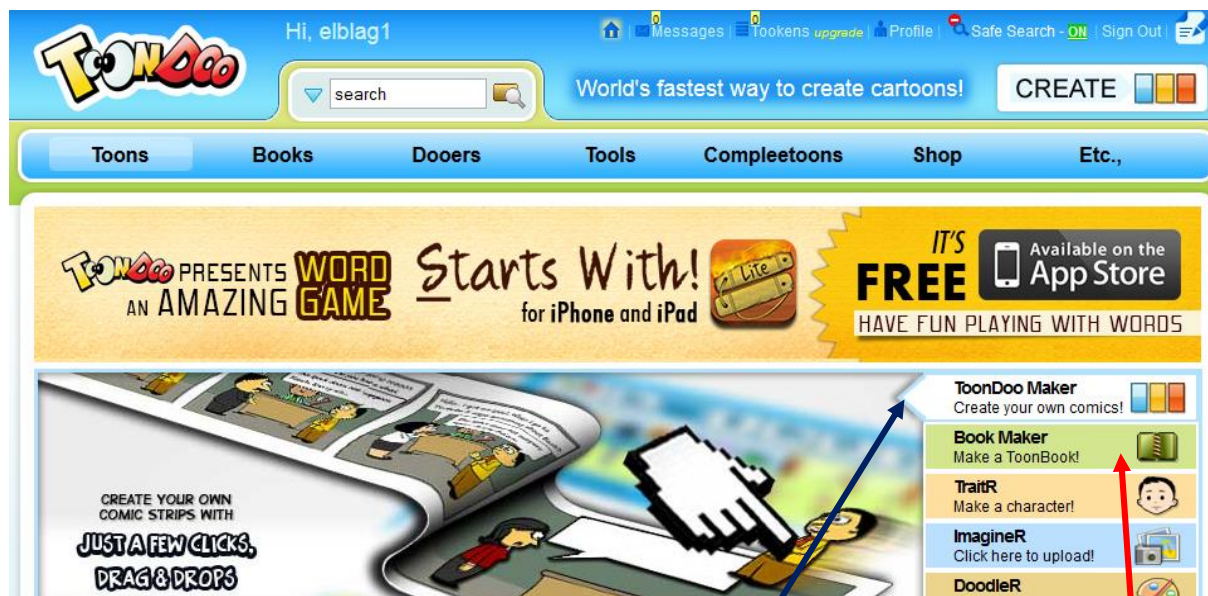 TOONDOO
Hi, elblag1
0 Messages | 0 Tookens upgrade | Profile | Safe Search - ON | Sign Out |
search
World's fastest way to create cartoons!
CREATE
Toons Books Dooers Tools Compleetoons Shop Etc.,
TOONDOO PRESENTS
AN AMAZING
WORD
GAME
Starts With!
for iPhone and iPad
Lite
IT'S
FREE
Available on the
App Store
HAVE FUN PLAYING WITH WORDS
CREATE YOUR OWN
COMIC STRIPS WITH
JUST A FEW CLICKS,
DRAG & DROPS
ToonDoo Maker
Create your own comics!
Book Maker
Make a ToonBook!
TraitR
Make a character!
ImagineR
Click here to upload!
DoodleR